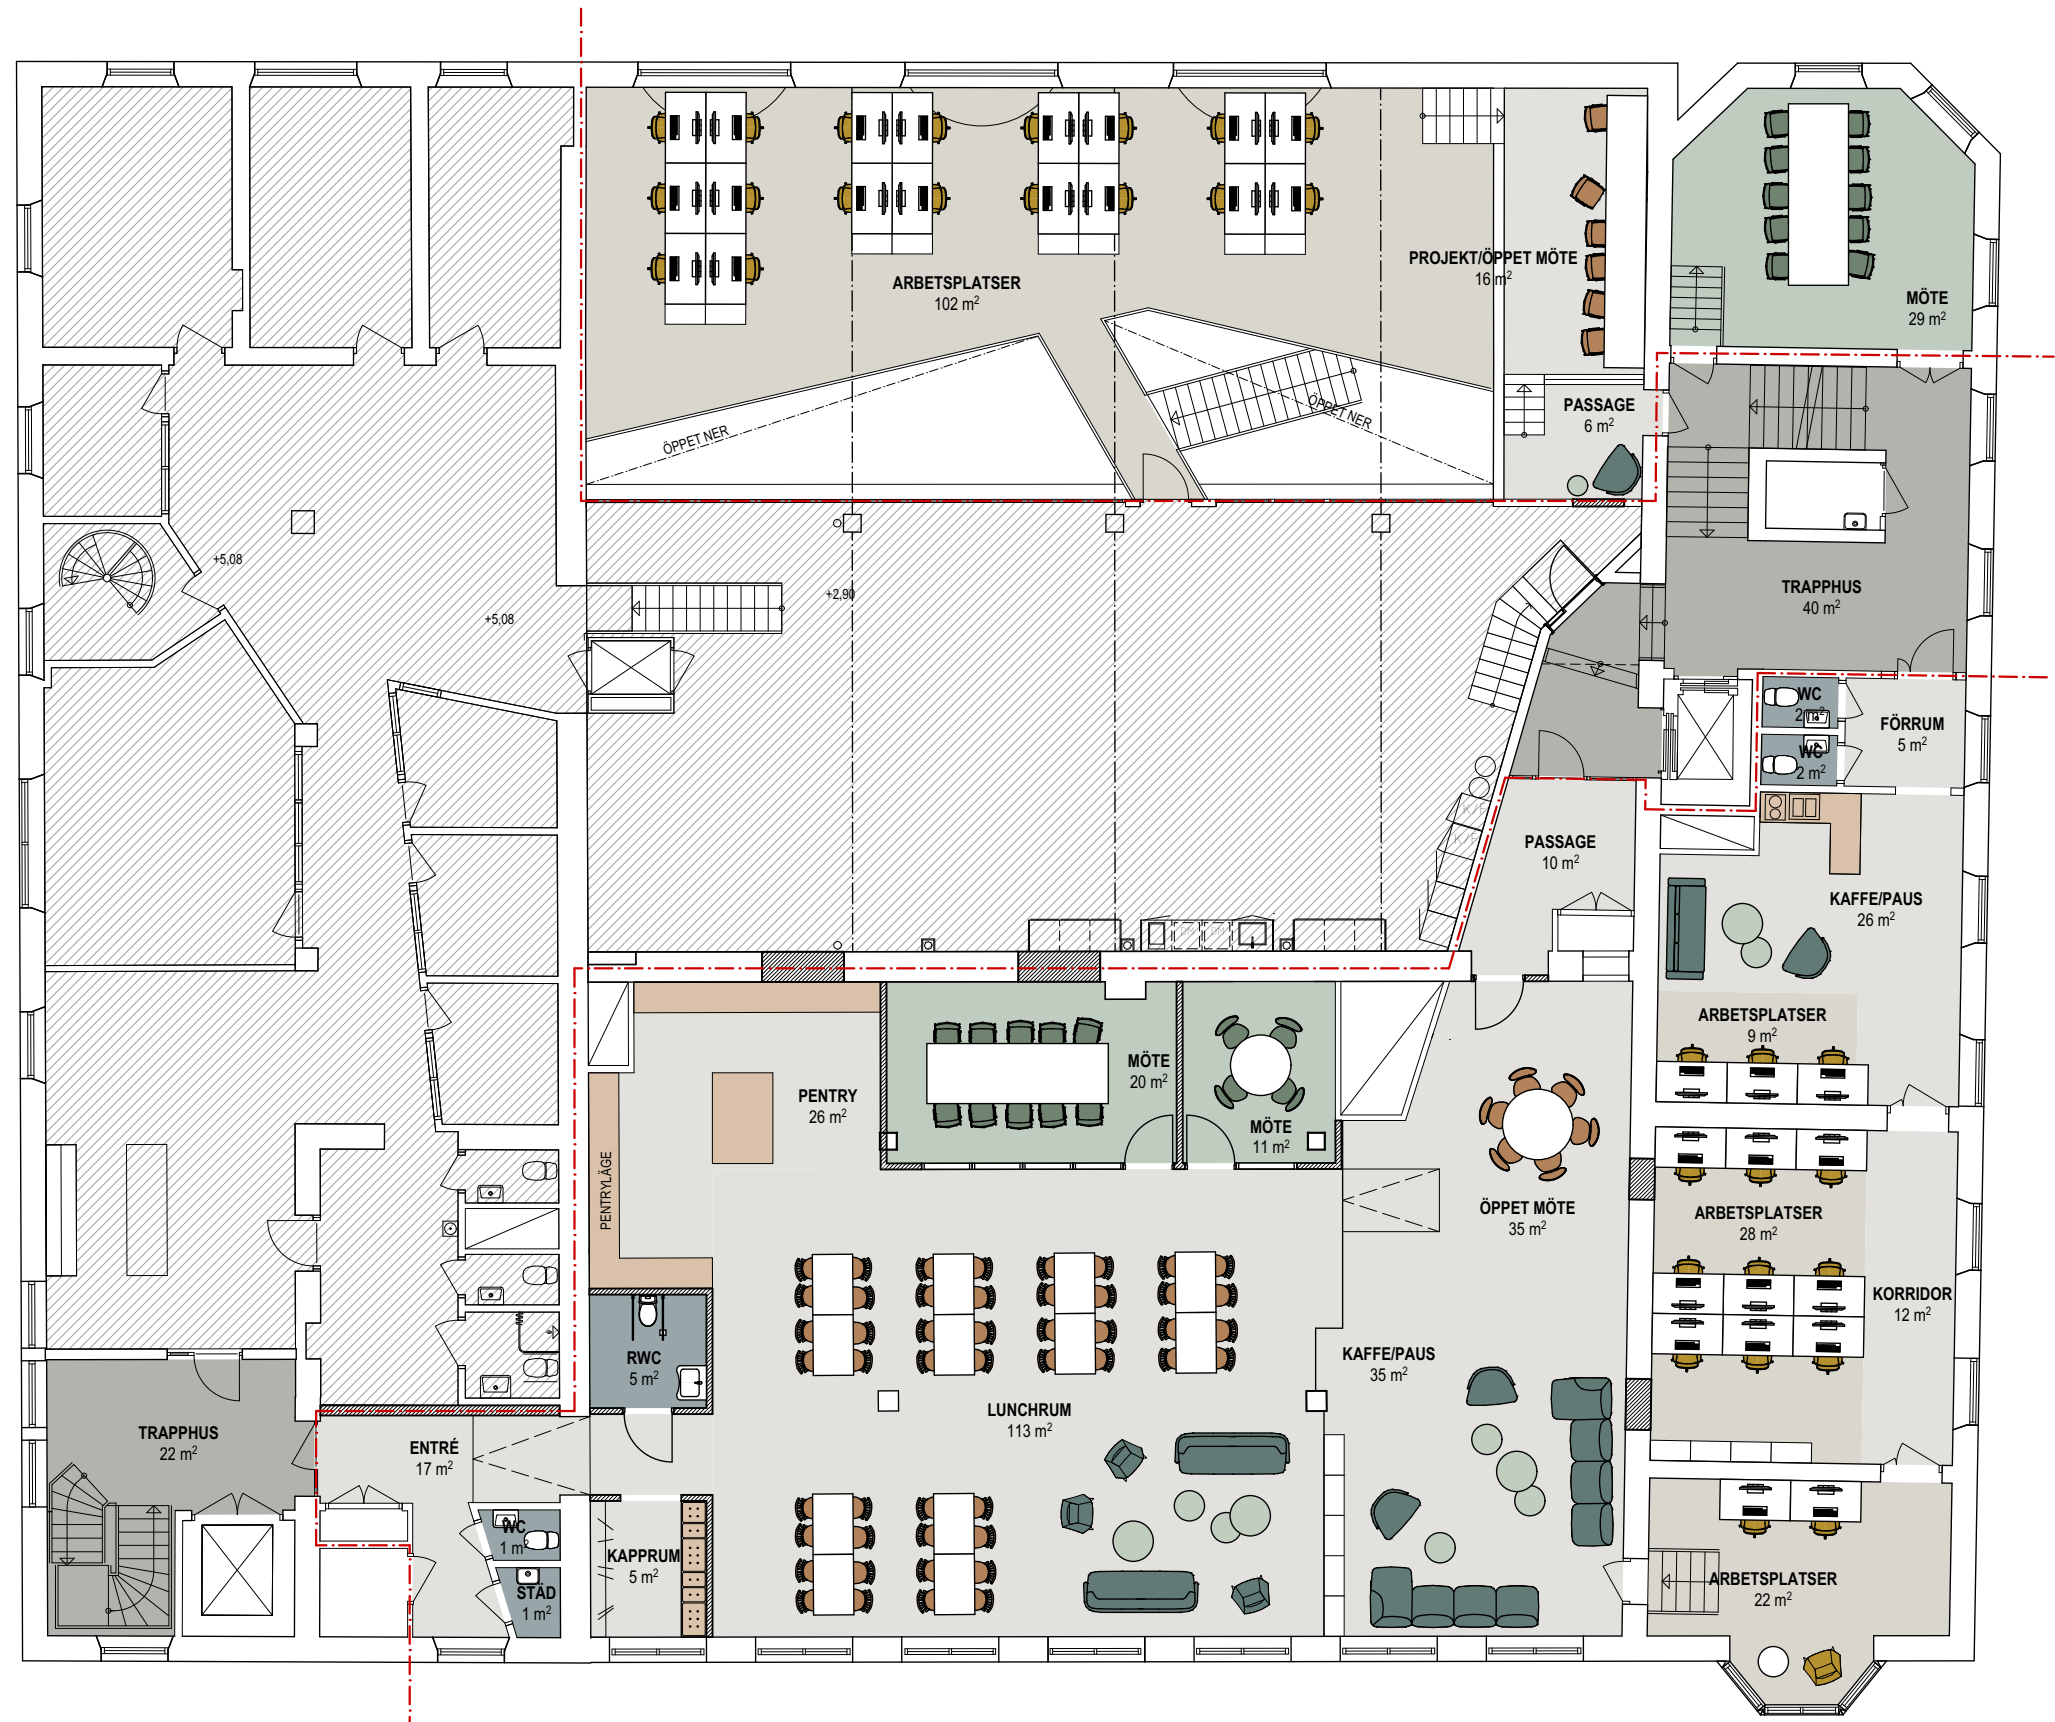 ARBETSPLATSER
102 m²
PROJEKT/ÖPPET MÖTE
16 m²
MÖTE
29 m²
ÖPPET NER
ÖPPET NER
PASSAGE
6 m²
+5,08
+2,90
+5,08
TRAPPHUS
40 m²
WC
2 m²
WC
2 m²
FÖRRUM
5 m²
K/F
K/F
PASSAGE
10 m²
KAFFE/PAUS
26 m²
DM
DM
ARBETSPLATSER
9 m²
MÖTE
20 m²
PENTRY
26 m²
MÖTE
11 m²
PENTRYLÄGE
ÖPPET MÖTE
35 m²
ARBETSPLATSER
28 m²
KORRIDOR
12 m²
RWC
5 m²
KAFFE/PAUS
35 m²
LUNCHRUM
113 m²
TRAPPHUS
22 m²
ENTRÉ
17 m²
WC
1 m²
KAPPRUM
5 m²
STÄD
1 m²
ARBETSPLATSER
22 m²